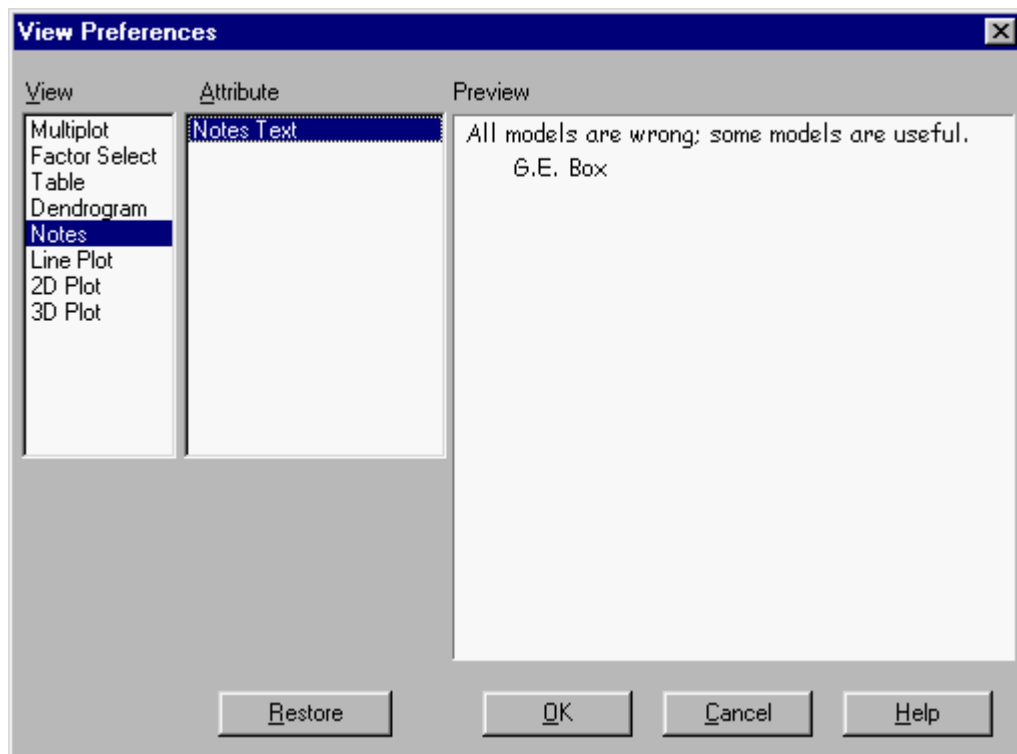 View Preferences
View
Attribute
Preview
Multiplot
Factor Select
Table
Dendrogram
Notes
Line Plot
2D Plot
3D Plot
Notes Text
All models are wrong; some models are useful.
G.E. Box
Restore
OK
Cancel
Help